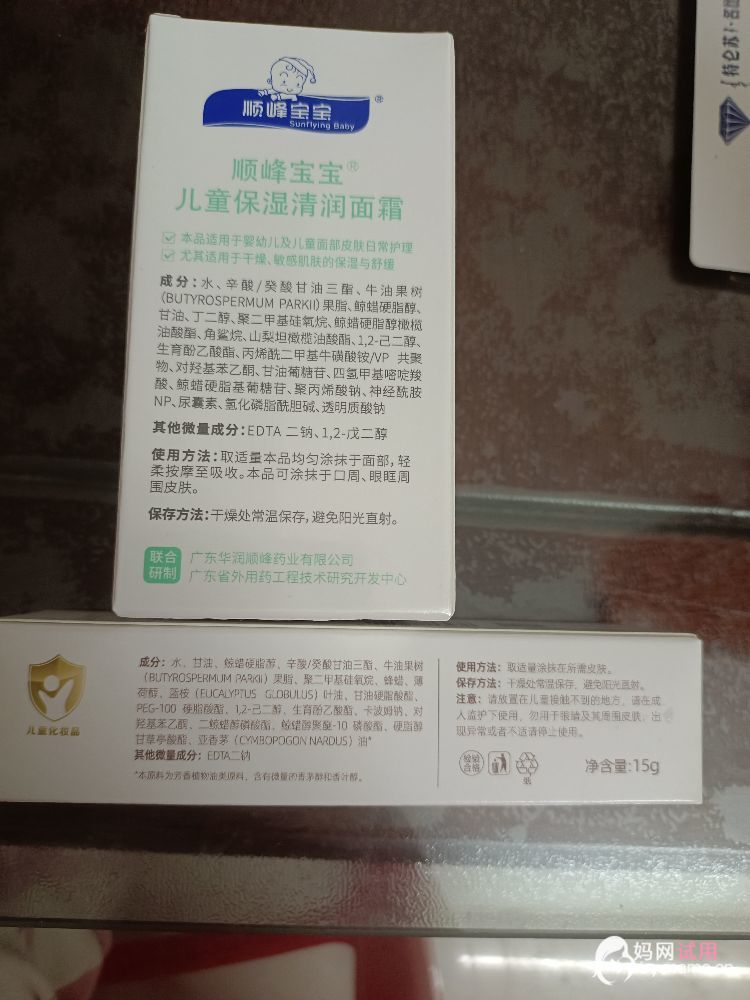 顺峰宝宝®
Sunflying Baby
顺峰宝宝®
儿童保湿清润面霜
本品适用于婴幼儿及儿童面部皮肤日常护理
尤其适用于干燥、敏感肌肤的保湿与舒缓
成分:水、辛酸/癸酸甘油三酯、牛油果树
(BUTYROSPERMUM PARKII)果脂、鲸蜡硬脂醇、
甘油、丁二醇、聚二甲基硅氧烷、鲸蜡硬脂醇橄榄
油酸酯、角鲨烷、山梨坦橄榄油酸酯、1,2-己二醇、
生育酚乙酸酯、丙烯酰二甲基牛磺酸铵/VP 共聚
物、对羟基苯乙酮、甘油葡糖苷、四氢甲基嘧啶羧
酸、鲸蜡硬脂基葡糖苷、聚丙烯酸钠、神经酰胺
NP、尿囊素、氢化磷脂酰胆碱、透明质酸钠
其他微量成分:EDTA 二钠、1,2-戊二醇
使用方法:取适量本品均匀涂抹于面部,轻
柔按摩至吸收。本品可涂抹于口周、眼眶周
围皮肤。
保存方法:干燥处常温保存,避免阳光直射。
联合
研制
广东华润顺峰药业有限公司
广东省外用药工程技术研究开发中心
特仑苏
儿童化妆品
成分:水、甘油、鲸蜡硬脂醇、辛酸/癸酸甘油三酯、牛油果树
(BUTYROSPERMUM PARKII)果脂、聚二甲基硅氧烷、蜂蜡、薄
荷醇、蓝桉(EUCALYPTUS GLOBULUS)叶油、甘油硬脂酸酯、
PEG-100 硬脂酸酯、1,2-己二醇、生育酚乙酸酯、卡波姆钠、对
羟基苯乙酮、二鲸蜡醇磷酸酯、鲸蜡醇聚醚-10 磷酸酯、硬脂醇
甘草亭酸酯、亚香茅(CYMBOPOGON NARDUS)油*
其他微量成分:EDTA二钠
*本原料为芳香植物油类原料,含有微量的香茅醇和香叶醇。
使用方法:取适量涂抹在所需皮肤。
保存方法:干燥处常温保存,避免阳光直射。
注意:请放置在儿童接触不到的地方,请在成
人监护下使用,勿用于眼睛及其周围皮肤,出
现异常或者不适请停止使用。
检验
合格
纸
净含量:15g
妈网试用